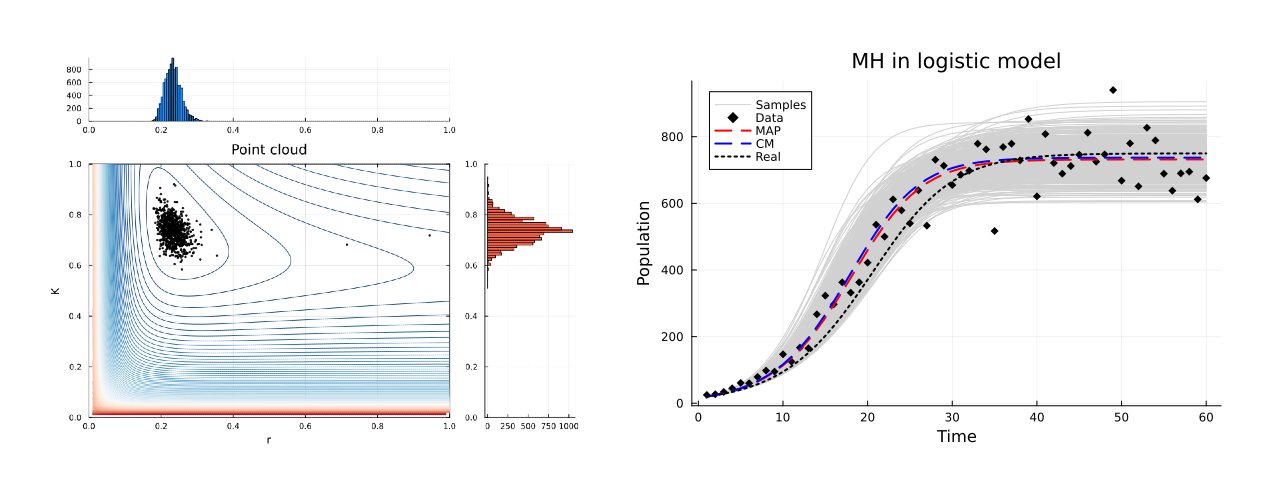 800
600
400
200
0
0.0 0.2 0.4 0.6 0.8 1.0
Point cloud
1.0
0.8
0.6
0.4
0.2
0.0
K
0.0 0.2 0.4 0.6 0.8 1.0
r
1.0
0.8
0.6
0.4
0.2
0.0
0 250 500 750 1000
MH in logistic model
Samples
Data
MAP
CM
Real
800
600
400
200
0
Population
0 10 20 30 40 50 60
Time